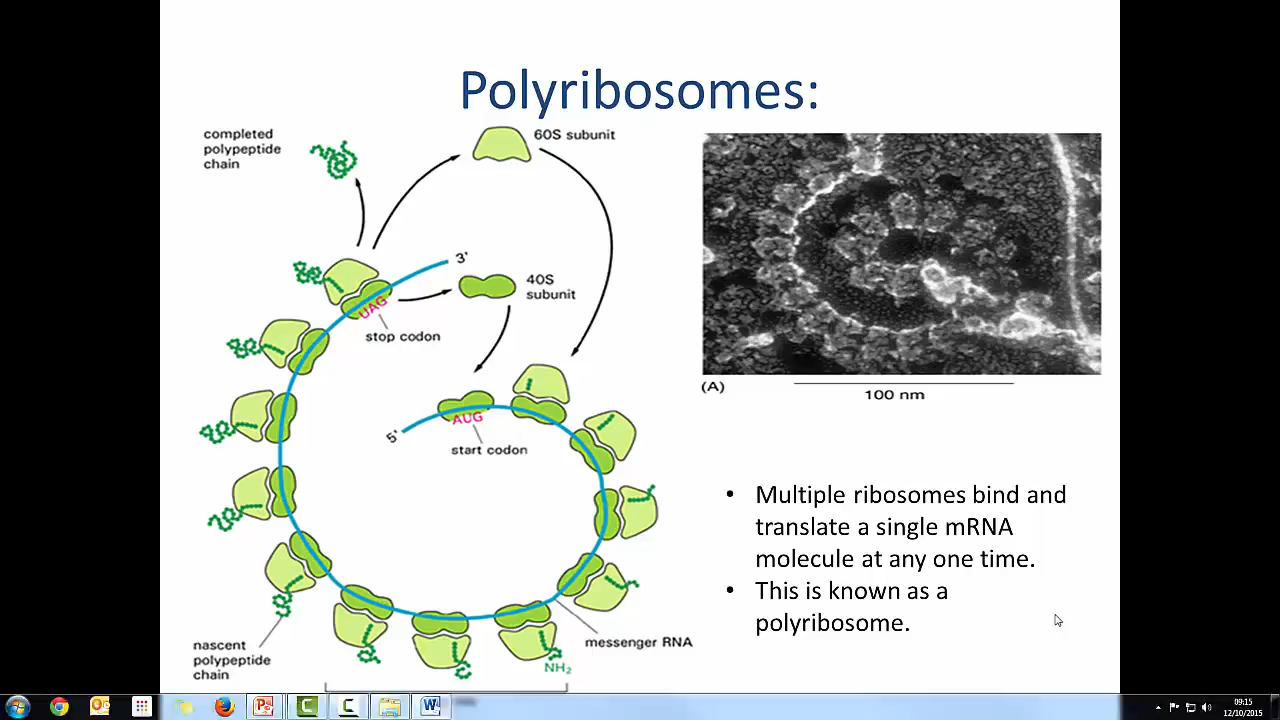 Polyribosomes:
completed
polypeptide
chain
60S subunit
3'
40S
subunit
UAG
stop codon
5'
AUG
start codon
messenger RNA
NH₂
nascent
polypeptide
chain
(A)
100 nm
• Multiple ribosomes bind and
translate a single mRNA
molecule at any one time.
• This is known as a
polyribosome.
09:15
12/10/2015